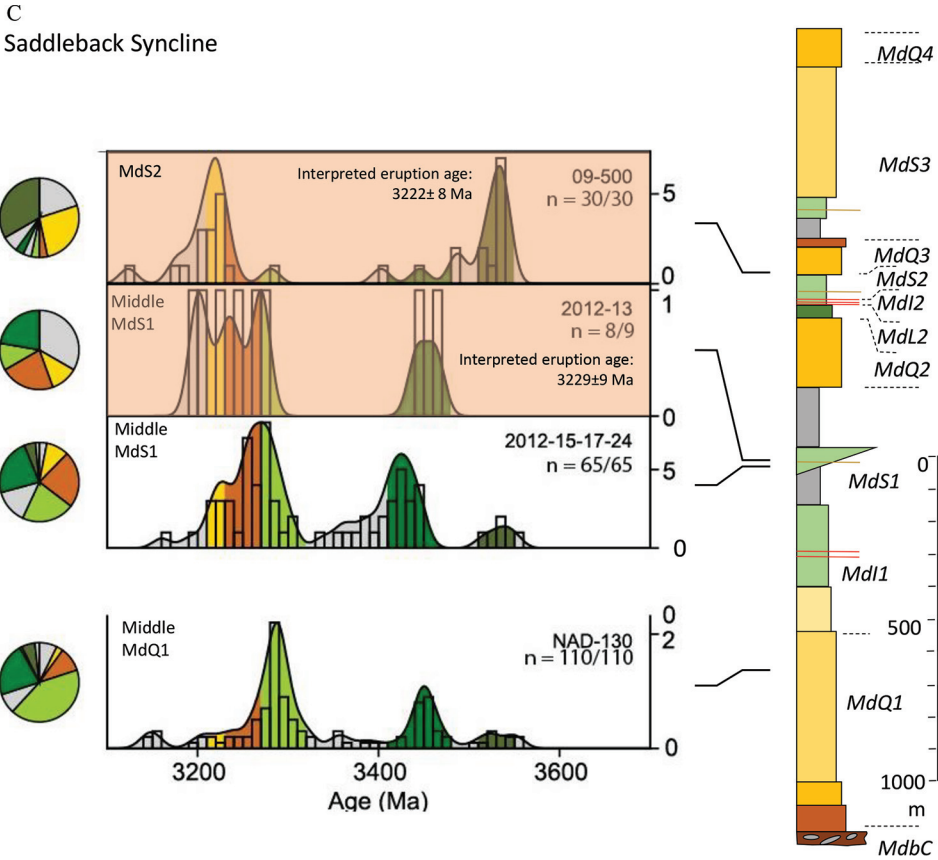 C
Saddleback Syncline
MdS2
Interpreted eruption age:
3222± 8 Ma
09-500
n = 30/30
5
0
Middle
MdS1
2012-13
n = 8/9
Interpreted eruption age:
3229±9 Ma
1
0
Middle
MdS1
2012-15-17-24
n = 65/65
5
0
Middle
MdQ1
NAD-130
n = 110/110
0
2
0
3200
3400
3600
Age (Ma)
MdQ4
MdS3
MdQ3
MdS2
MdI2
MdL2
MdQ2
0
MdS1
MdI1
500
MdQ1
1000
m
MdbC